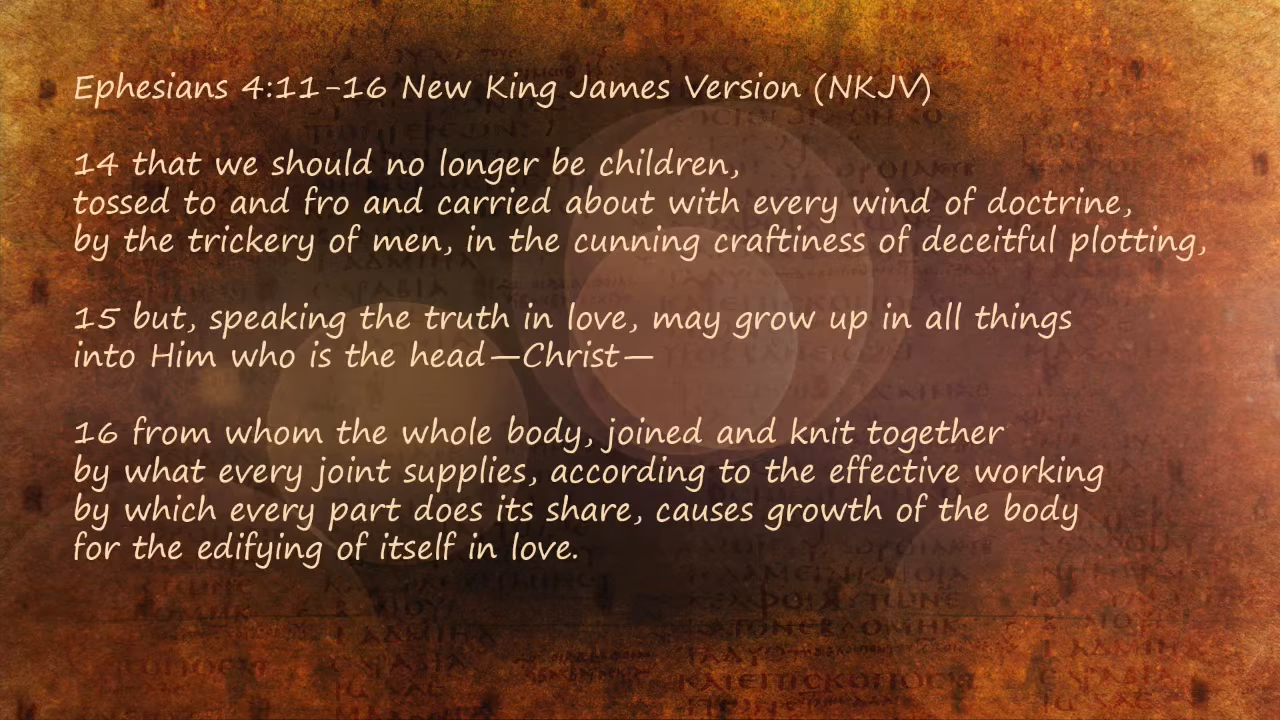 Ephesians 4:11-16 New King James Version (NKJV)
14 that we should no longer be children,
tossed to and fro and carried about with every wind of doctrine,
by the trickery of men, in the cunning craftiness of deceitful plotting,
15 but, speaking the truth in love, may grow up in all things
into Him who is the head—Christ—
16 from whom the whole body, joined and knit together
by what every joint supplies, according to the effective working
by which every part does its share, causes growth of the body
for the edifying of itself in love.